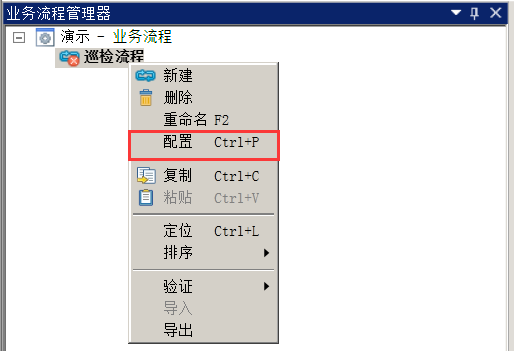 业务流程管理器
演示 - 业务流程
巡检流程
新建
删除
重命名 F2
配置 Ctrl+P
复制 Ctrl+C
粘贴 Ctrl+V
定位 Ctrl+L
排序
验证
导入
导出